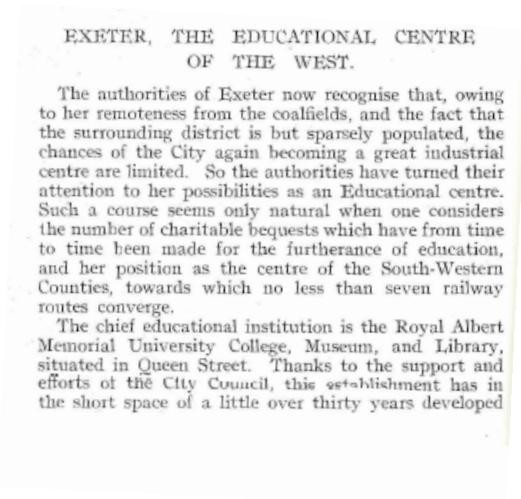 EXETER, THE EDUCATIONAL CENTRE
OF THE WEST.
The authorities of Exeter now recognise that, owing
to her remoteness from the coalfields, and the fact that
the surrounding district is but sparsely populated, the
chances of the City again becoming a great industrial
centre are limited. So the authorities have turned their
attention to her possibilities as an Educational centre.
Such a course seems only natural when one considers
the number of charitable bequests which have from time
to time been made for the furtherance of education,
and her position as the centre of the South-Western
Counties, towards which no less than seven railway
routes converge.
The chief educational institution is the Royal Albert
Memorial University College, Museum, and Library,
situated in Queen Street. Thanks to the support and
efforts of the City Council, this establishment has in
the short space of a little over thirty years developed